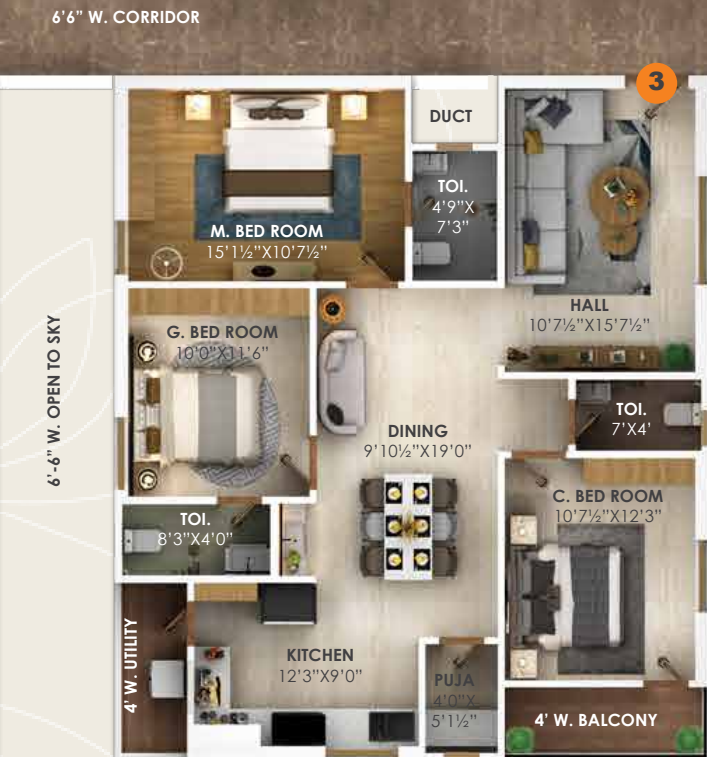 6'6" W. CORRIDOR
3
DUCT
TOI.
4'9"X
7'3"
M. BED ROOM
15'1½"X10'7½"
HALL
10'7½"X15'7½"
G. BED ROOM
10'0"X11'6"
6'-6" W. OPEN TO SKY
DINING
9'10½"X19'0"
TOI.
7'X4'
C. BED ROOM
10'7½"X12'3"
TOI.
8'3"X4'0"
4' W. UTILITY
KITCHEN
12'3"X9'0"
PUJA
4'0"X
5'1½"
4' W. BALCONY